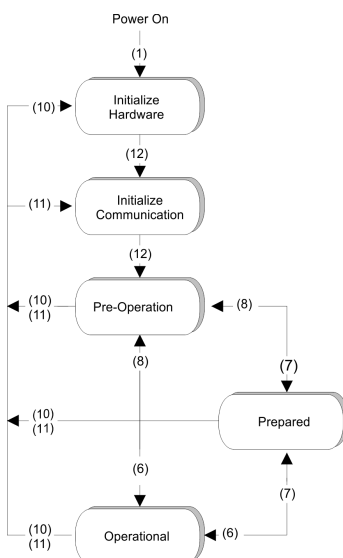 Power On
(1)
Initialize
Hardware
(10)
(12)
Initialize
Communication
(11)
(12)
Pre-Operation
(10)
(11)
(8)
(8)
(7)
Prepared
(10)
(11)
(6)
(7)
Operational
(6)
(10)
(11)